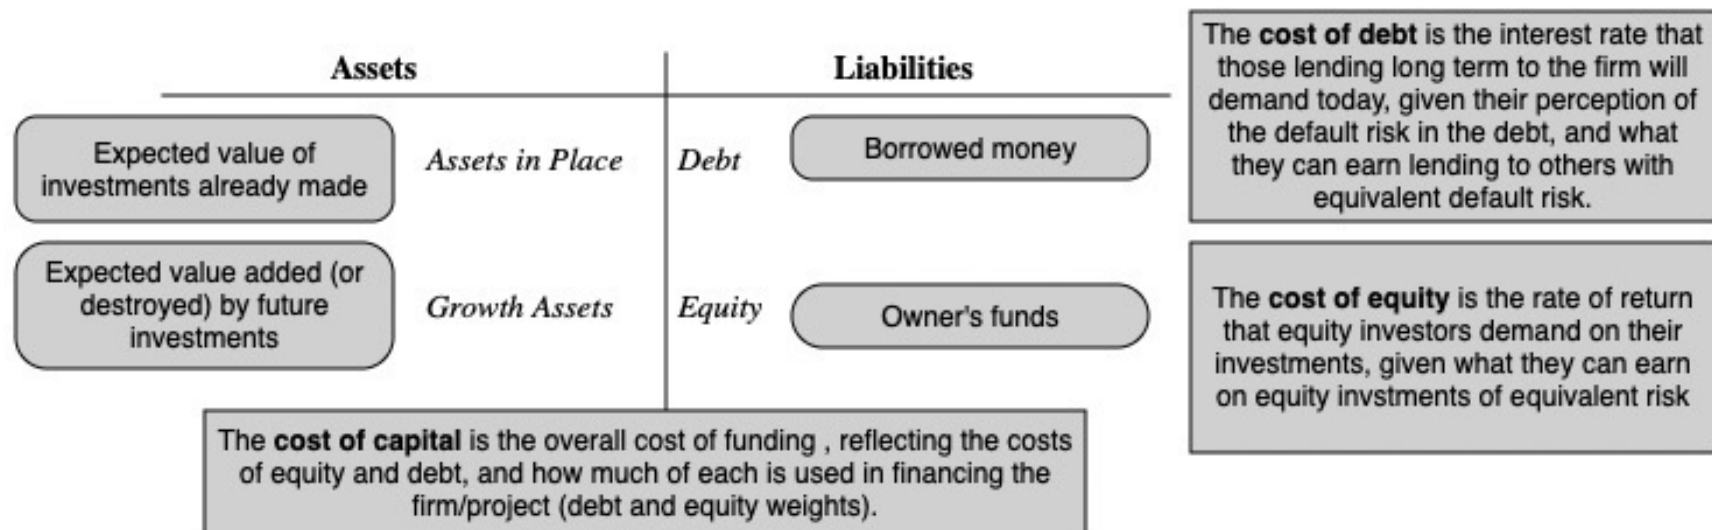 Assets
Liabilities
Expected value of
investments already made
Assets in Place
Debt
Borrowed money
Expected value added (or
destroyed) by future
investments
Growth Assets
Equity
Owner's funds
The cost of debt is the interest rate that
those lending long term to the firm will
demand today, given their perception of
the default risk in the debt, and what
they can earn lending to others with
equivalent default risk.
The cost of equity is the rate of return
that equity investors demand on their
investments, given what they can earn
on equity invstments of equivalent risk
The cost of capital is the overall cost of funding , reflecting the costs
of equity and debt, and how much of each is used in financing the
firm/project (debt and equity weights).